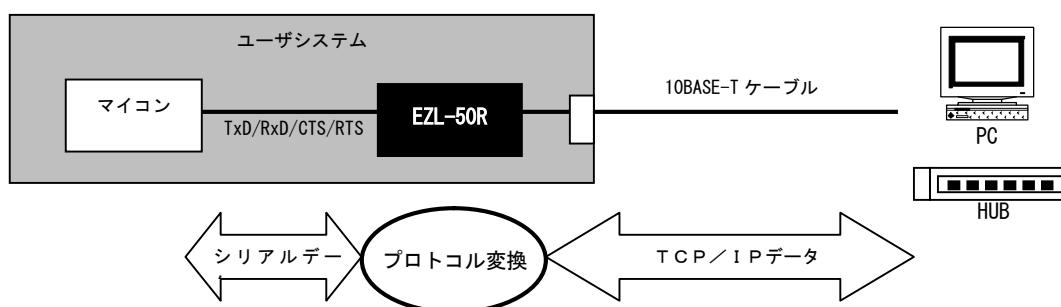 ユーザシステム
マイコン
TxD/RxD/CTS/RTS
EZL-50R
10BASE-T ケーブル
PC
HUB
シリアルデー
プロトコル変換
ＴＣＰ／ＩＰデータ